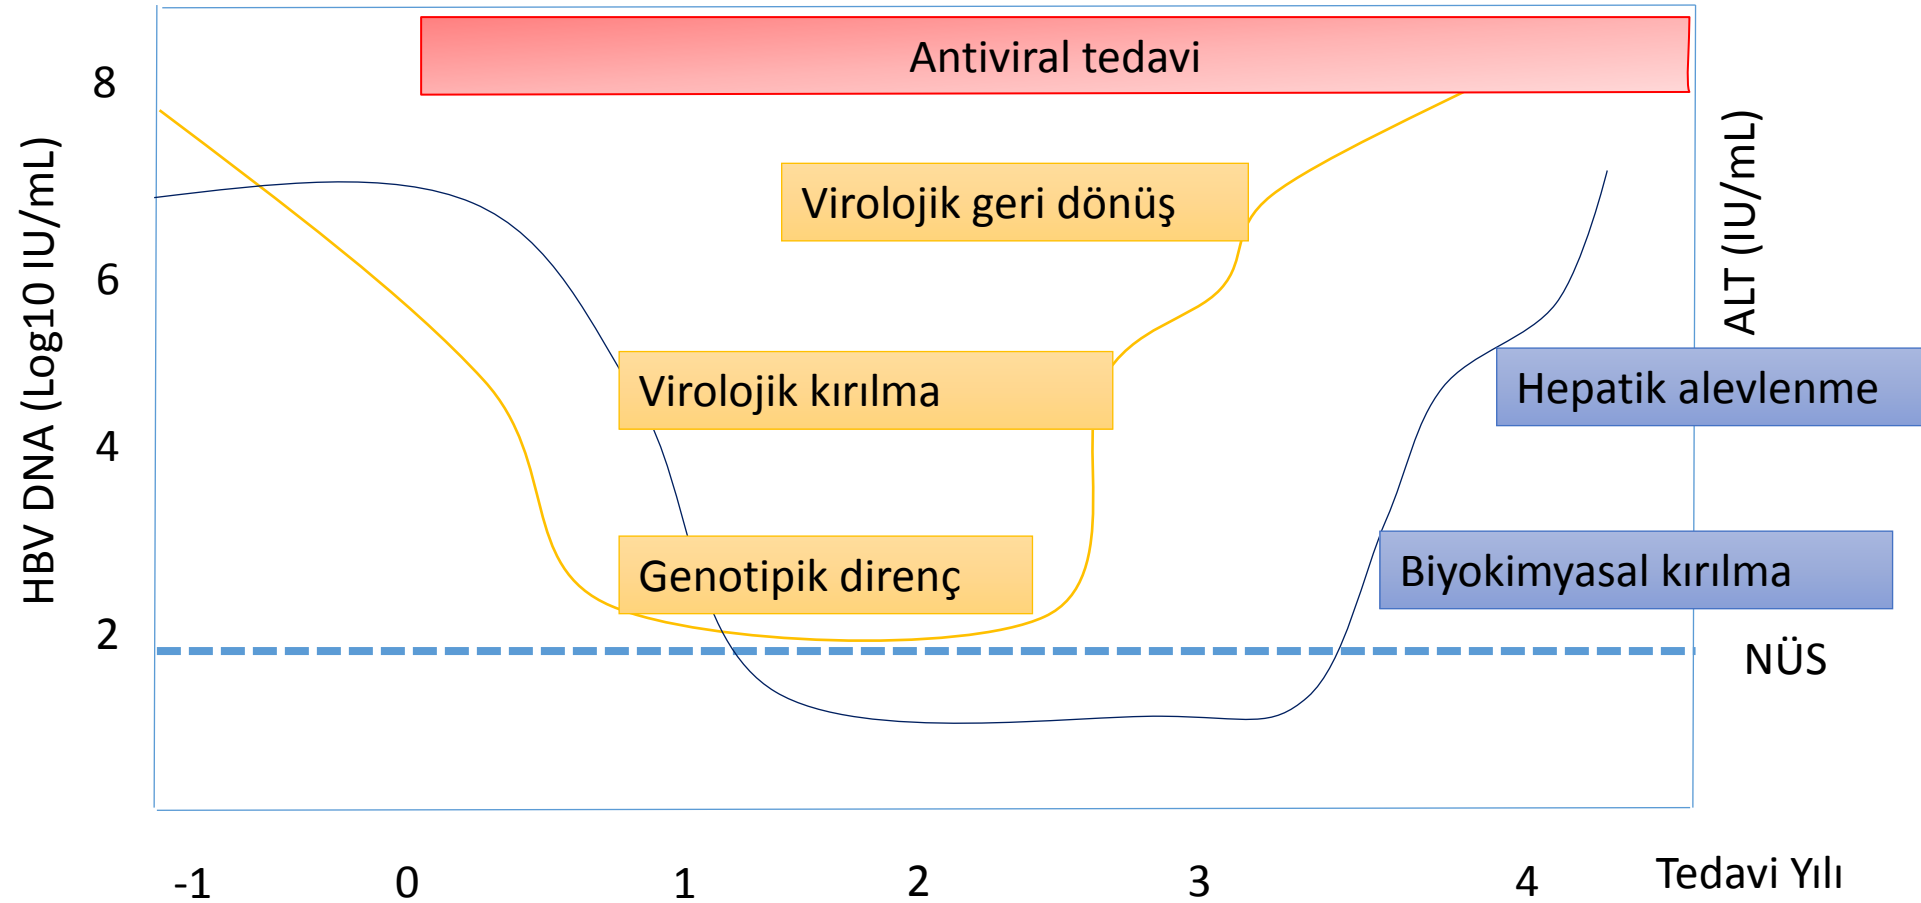 Antiviral tedavi
8
HBV DNA (Log10 IU/mL)
ALT (IU/mL)
Virolojik geri dönüş
6
Virolojik kırılma
Hepatik alevlenme
4
Genotipik direnç
Biyokimyasal kırılma
2
NÜS
-1 0 1 2 3 4 Tedavi Yılı